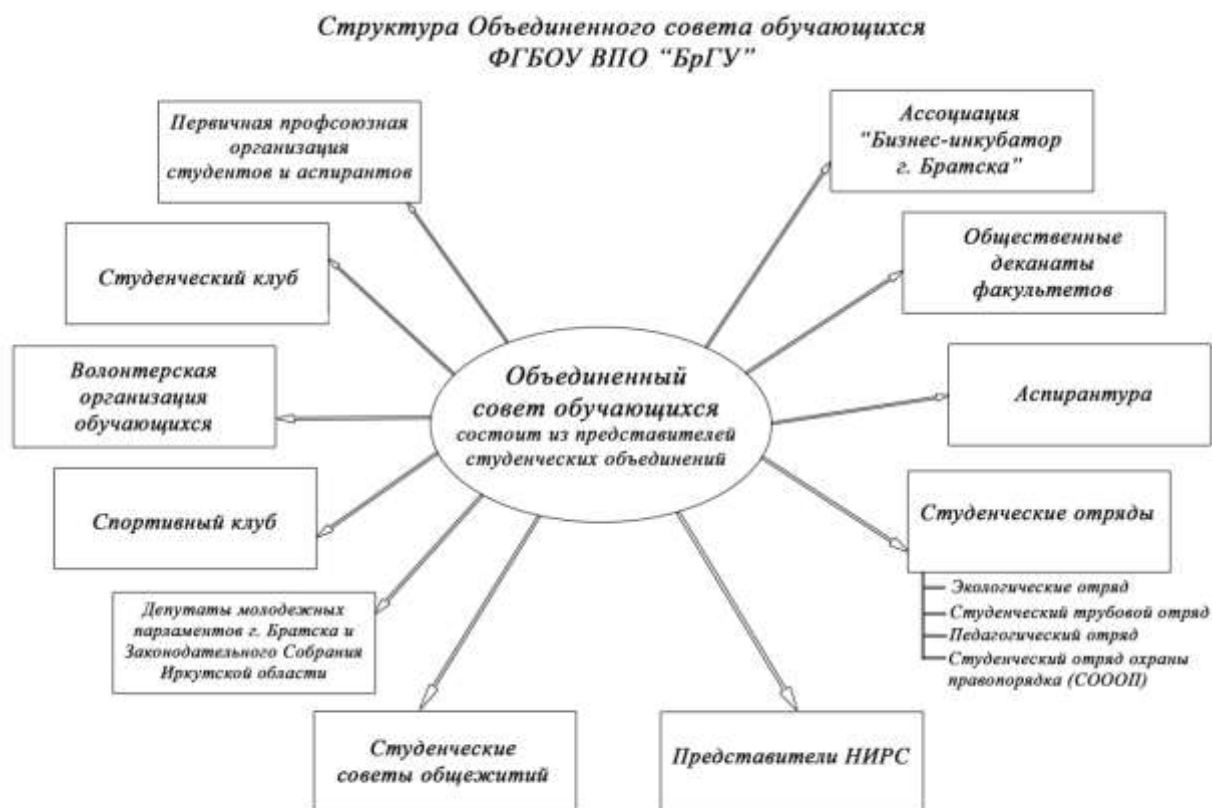 Структура Объединенного совета обучающихся
ФГБОУ ВПО “БрГУ”
Первичная профсоюзная
организация
студентов и аспирантов
Ассоциация
"Бизнес-инкубатор
г. Братска"
Студенческий клуб
Общественные
деканаты
факультетов
Волонтерская
организация
обучающихся
Объединенный
совет обучающихся
состоит из представителей
студенческих объединений
Аспирантура
Спортивный клуб
Студенческие отряды
Экологические отряд
Студенческий трубовой отряд
Педагогический отряд
Студенческий отряд охраны
правопорядка (СОООП)
Депутаты молодежных
парламентов г. Братска и
Законодательного Собрания
Иркутской области
Студенческие
советы общежитий
Представители НИРС